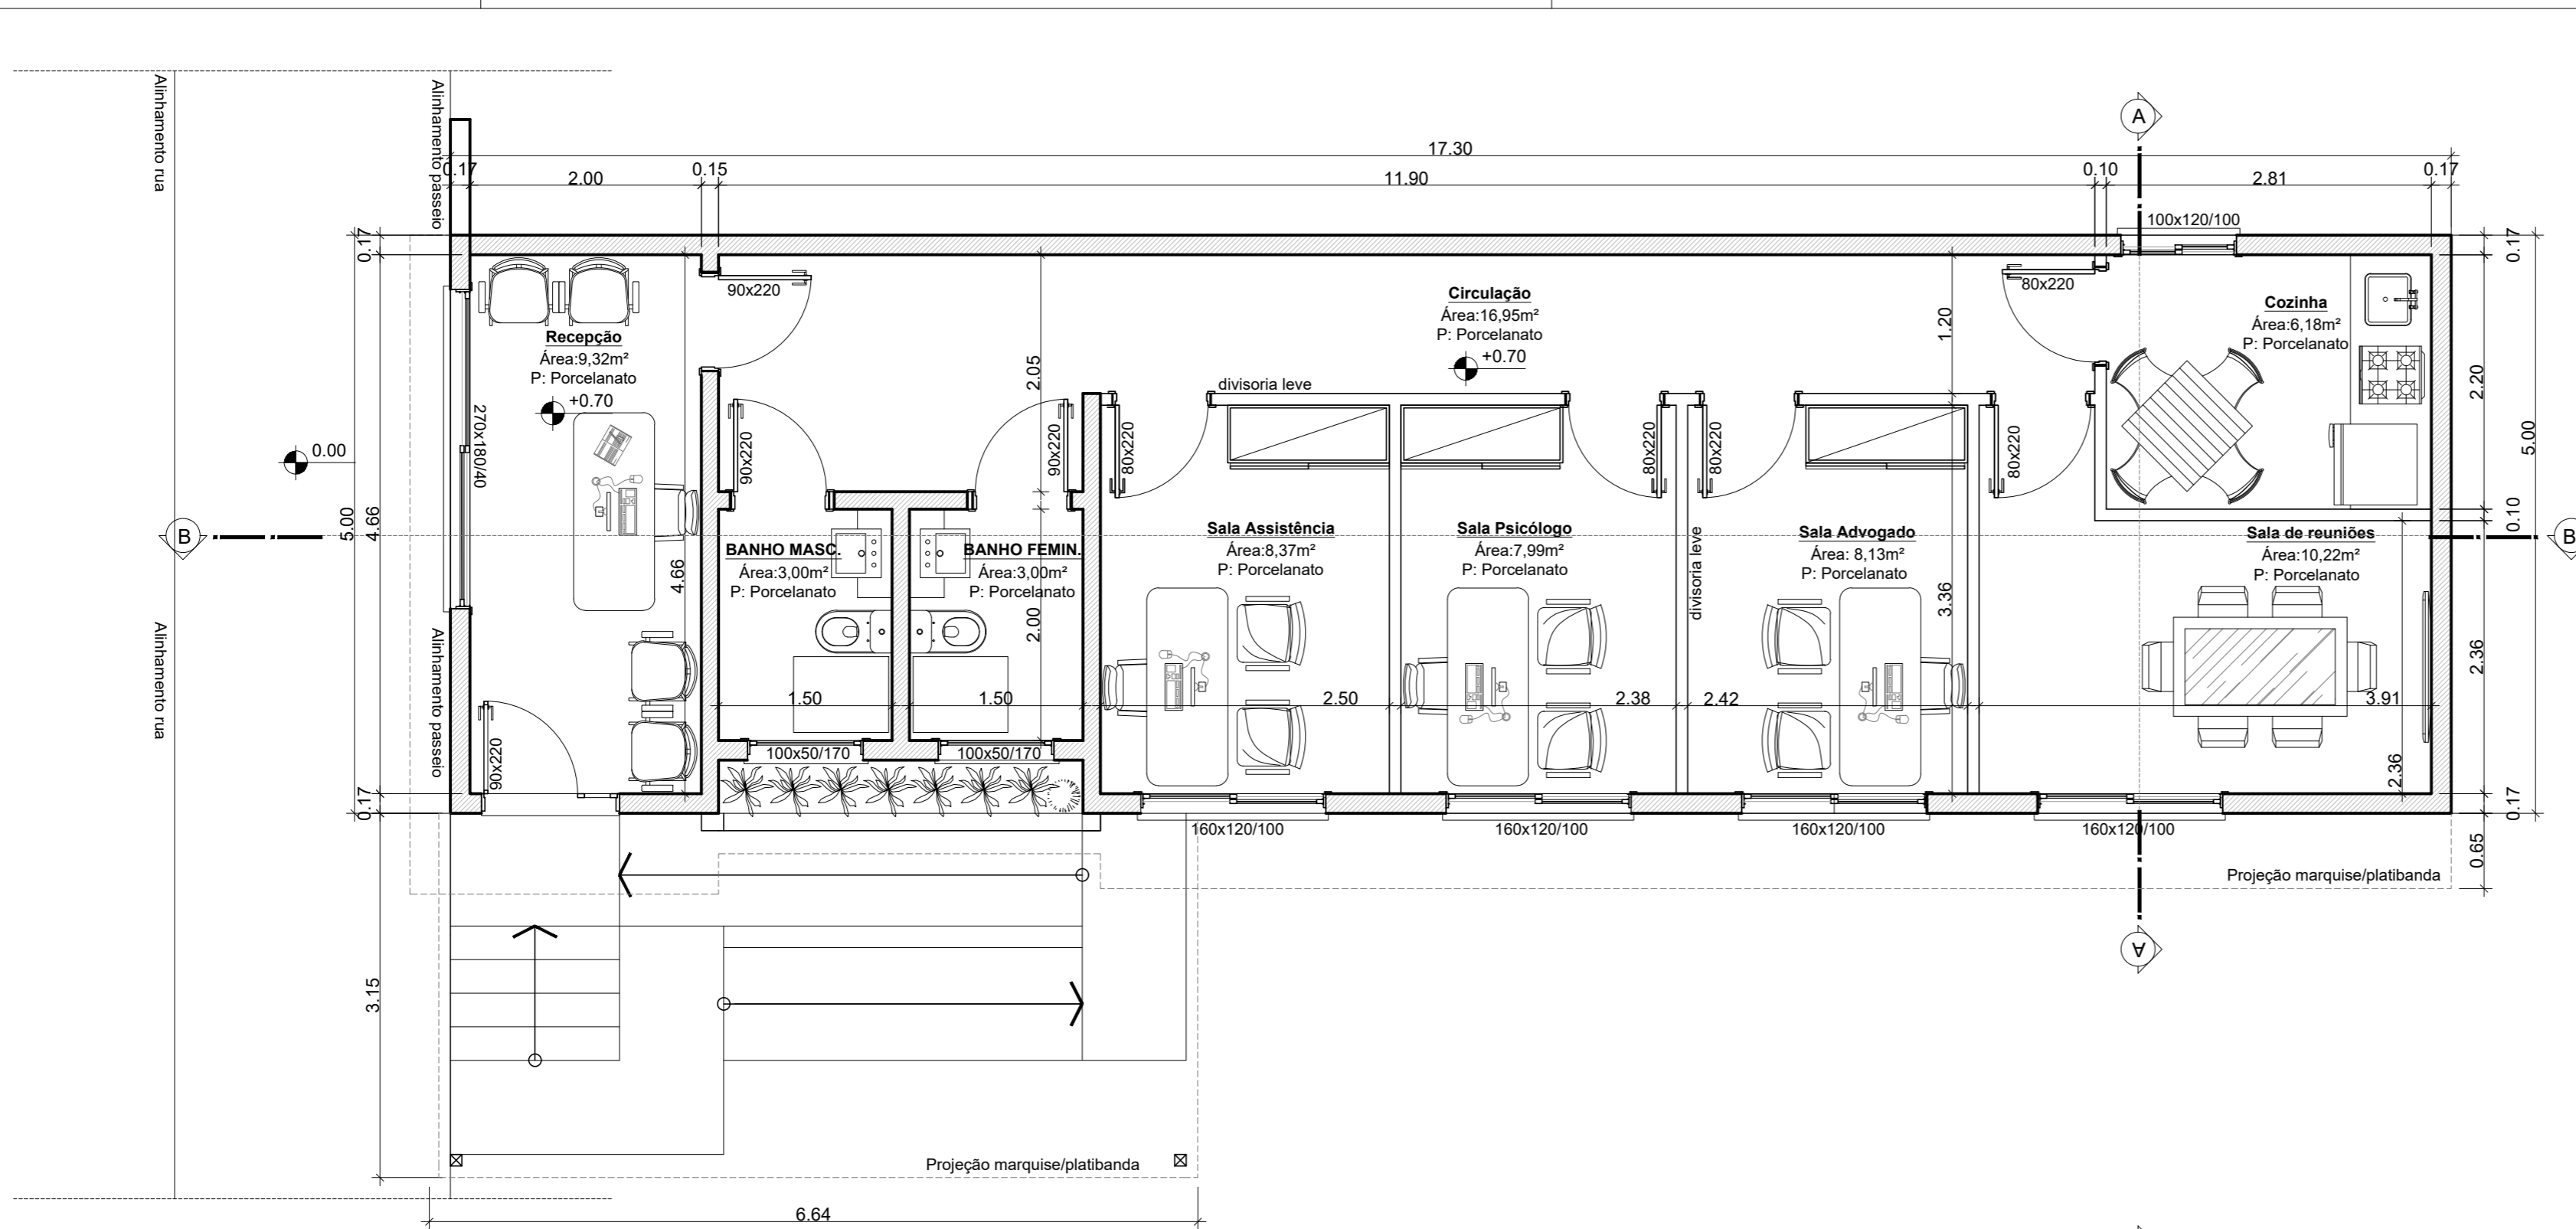 Alinhamento rua
Alinhamento passeio
A
17.30
0.17
2.00
0.15
11.90
0.10
2.81
0.17
100x120/100
0.17
0.17
90x220
80x220
Recepção
Área:9,32m²
P: Porcelanato
+0.70
Circulação
Área:16,95m²
P: Porcelanato
+0.70
Cozinha
Área:6,18m²
P: Porcelanato
1.20
2.05
2.20
divisoria leve
270x180/40
0.00
5.00
4.66
90x220
90x220
80x220
80x220
80x220
80x220
5.00
0.10
B
B
BANHO MASC.
Área:3,00m²
P: Porcelanato
BANHO FEMIN.
Área:3,00m²
P: Porcelanato
Sala Assistência
Área:8,37m²
P: Porcelanato
Sala Psicólogo
Área:7,99m²
P: Porcelanato
divisoria leve
Sala Advogado
Área: 8,13m²
P: Porcelanato
Sala de reuniões
Área:10,22m²
P: Porcelanato
4.66
2.00
3.36
2.36
Alinhamento rua
Alinhamento passeio
1.50
1.50
2.50
2.38
2.42
3.91
90x220
100x50/170
100x50/170
2.36
0.17
0.17
160x120/100
160x120/100
160x120/100
160x120/100
0.65
Projeção marquise/platibanda
A
3.15
Projeção marquise/platibanda
6.64